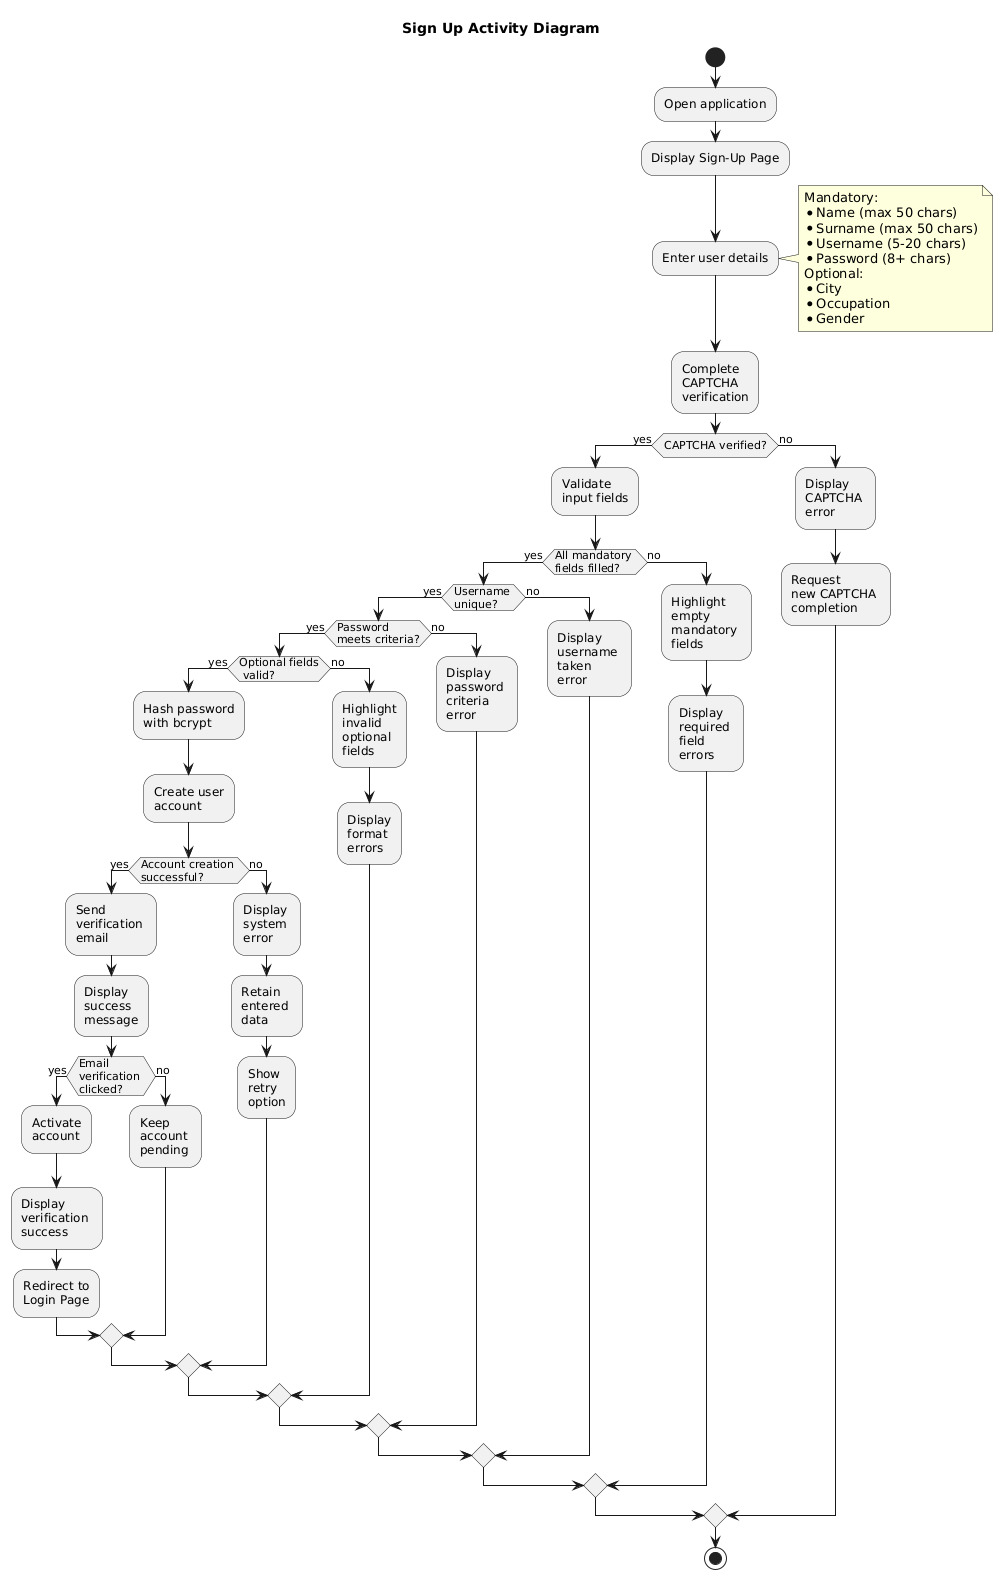 Sign Up Activity Diagram
Open application
Display Sign-Up Page
Mandatory:
• Name (max 50 chars)
• Surname (max 50 chars)
• Username (5-20 chars)
• Password (8+ chars)
Optional:
• City
• Occupation
• Gender
Enter user details
Complete
CAPTCHA
verification
yes
CAPTCHA verified?
no
Validate
input fields
Display
CAPTCHA
error
yes
All mandatory
fields filled?
no
Request
new CAPTCHA
completion
yes
Username
unique?
no
Highlight
empty
mandatory
fields
yes
Password
meets criteria?
no
Display
username
taken
error
yes
Optional fields
valid?
no
Display
password
criteria
error
Hash password
with bcrypt
Highlight
invalid
optional
fields
Display
required
field
errors
Create user
account
Display
format
errors
yes
Account creation
successful?
no
Send
verification
email
Display
system
error
Display
success
message
Retain
entered
data
yes
Email
verification
clicked?
no
Show
retry
option
Activate
account
Keep
account
pending
Display
verification
success
Redirect to
Login Page